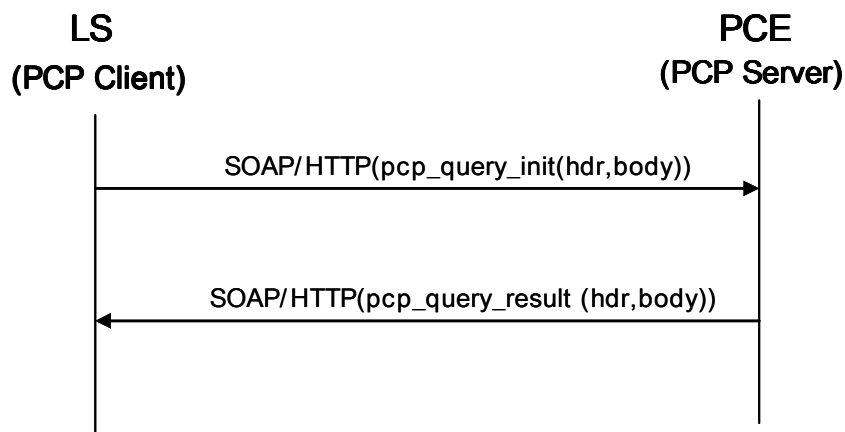 LS
(PCP Client)
PCE
(PCP Server)
SOAP/HTTP(pcp_query_init(hdr,body))
SOAP/HTTP(pcp_query_result (hdr,body))